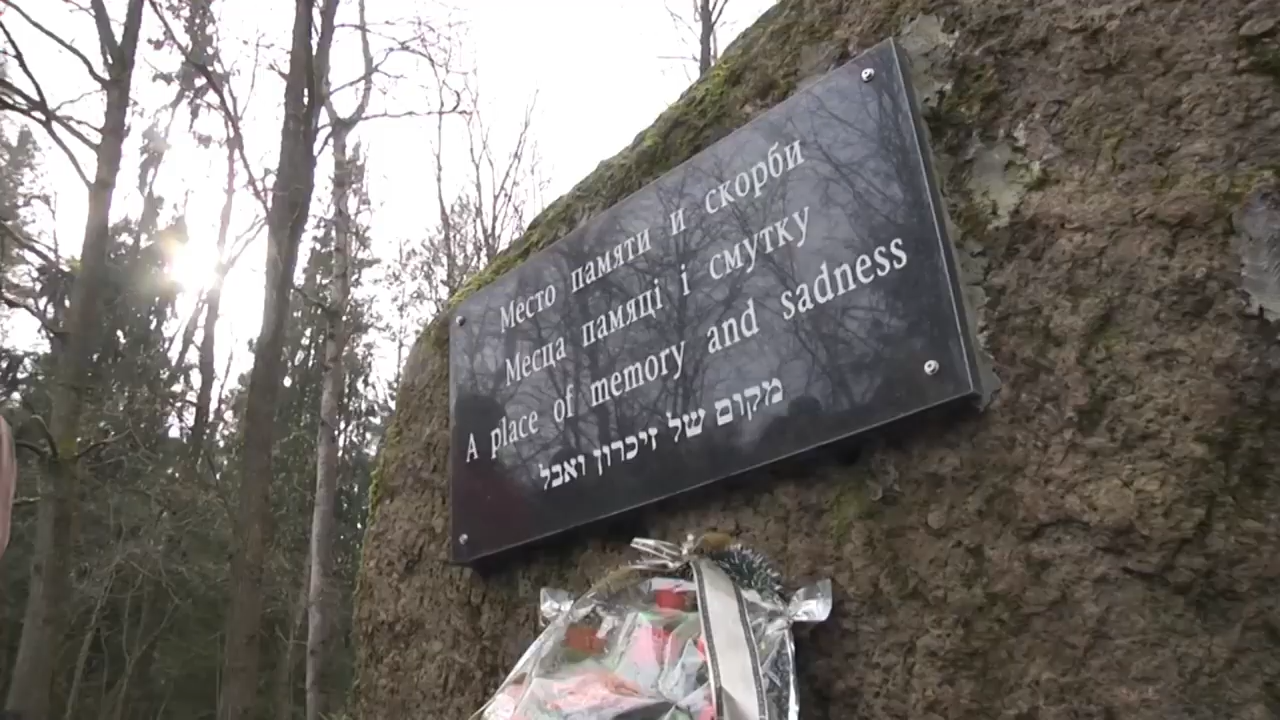 Место памяти и скорби
Месца памяці і смутку
A place of memory and sadness
מקום של זיכרון ואבל